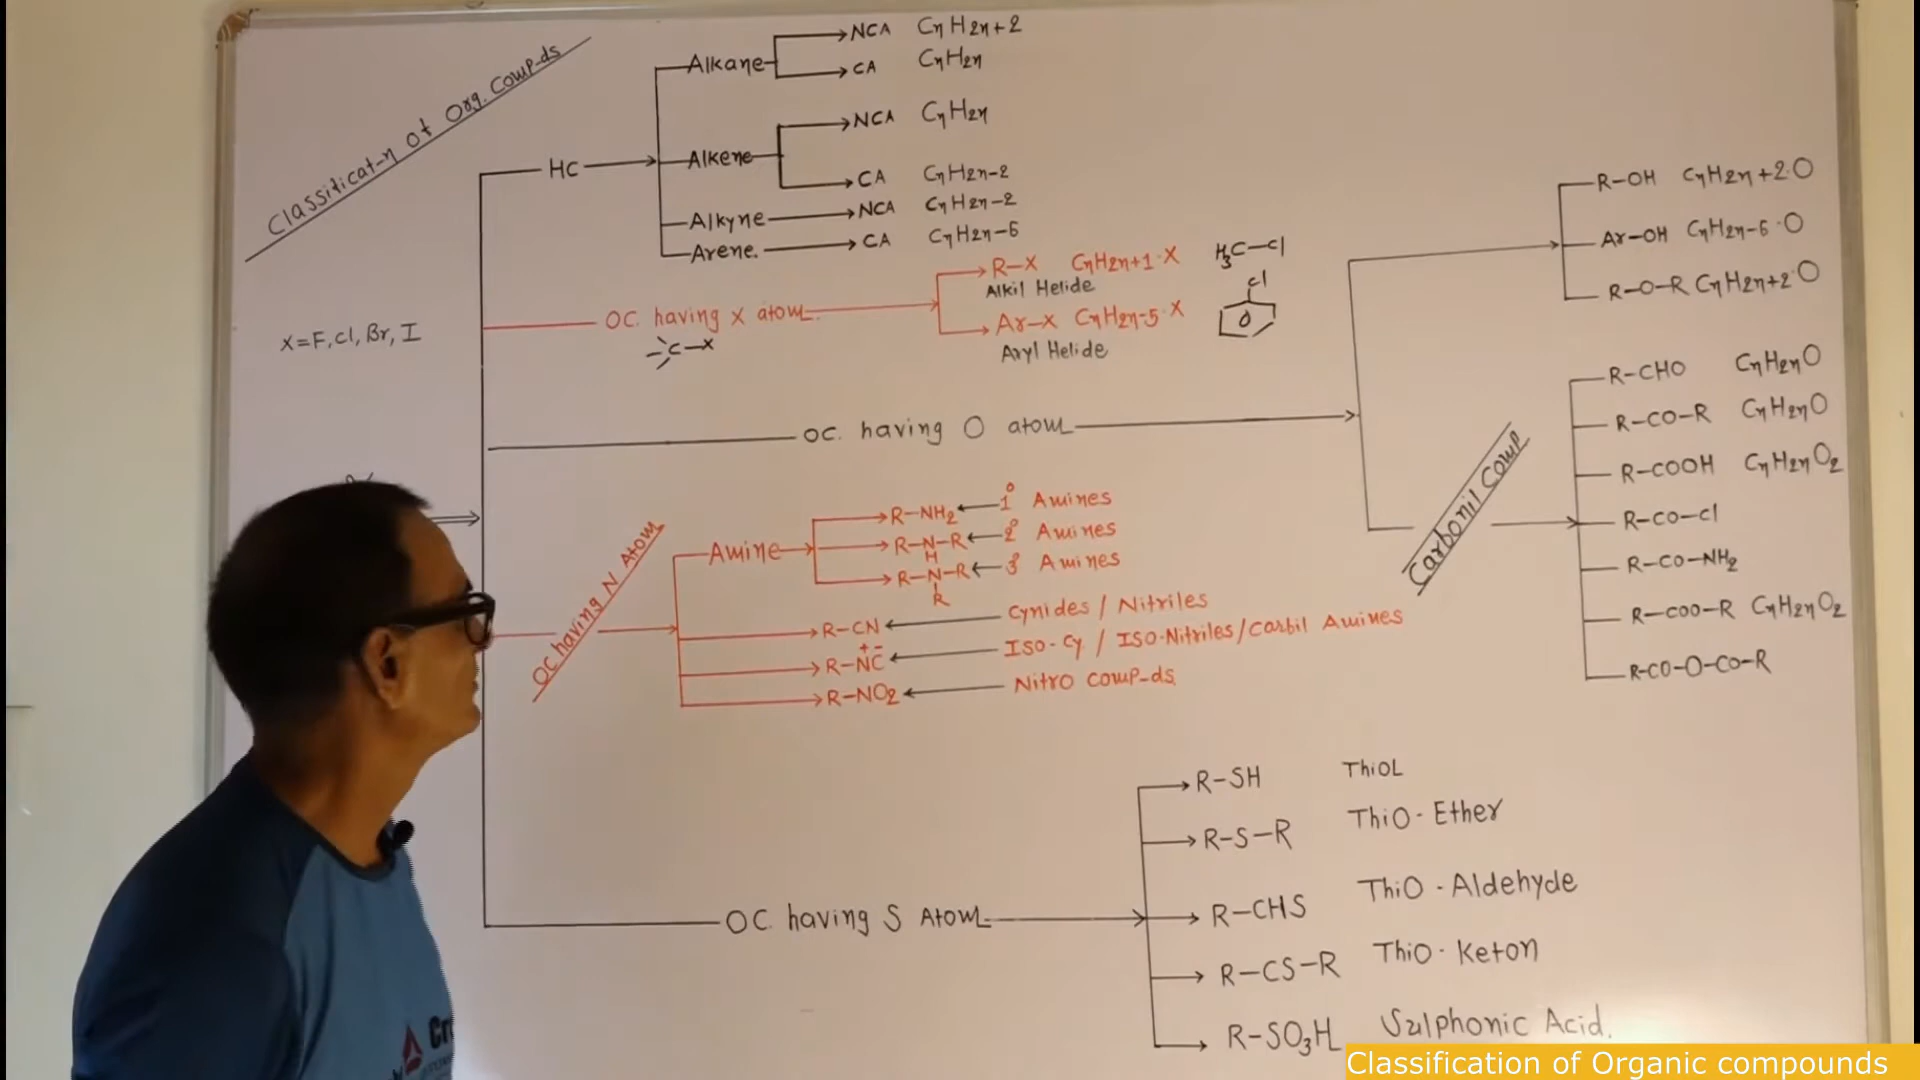 Classificat-n of Org. Comp-ds
HC
Alkane
NCA CnH2n+2
CA CnH2n
Alkene
NCA CnH2n
CA CnH2n-2
Alkyne NCA CnH2n-2
Arene. CA CnH2n-6
X=F, Cl, Br, I
OC. having X atom.
C-X
R-X CnH2n+1·X H3C-Cl
Alkil Helide
Ar-X CnH2n-5·X
Aryl Helide
Cl
OC. having O atom
R-OH CnH2n+2·O
Ar-OH CnH2n-6·O
R-O-R CnH2n+2·O
Carbonil Comp
R-CHO CnH2nO
R-CO-R CnH2nO
R-COOH CnH2nO2
R-CO-Cl
R-CO-NH2
R-COO-R CnH2nO2
R-CO-O-CO-R
OC having N Atom
Amine
R-NH2 1° Amines
R-N-R 2° Amines
H
R-N-R 3° Amines
R
R-CN Cynides / Nitriles
+ -
R-NC Iso-Cy / ISO-Nitriles/Carbil Amines
R-NO2 Nitro comp-ds
OC. having S Atom
R-SH Thiol
R-S-R Thio-Ether
R-CHS Thio-Aldehyde
R-CS-R Thio-Keton
R-SO3H Sulphonic Acid.
Classification of Organic compounds